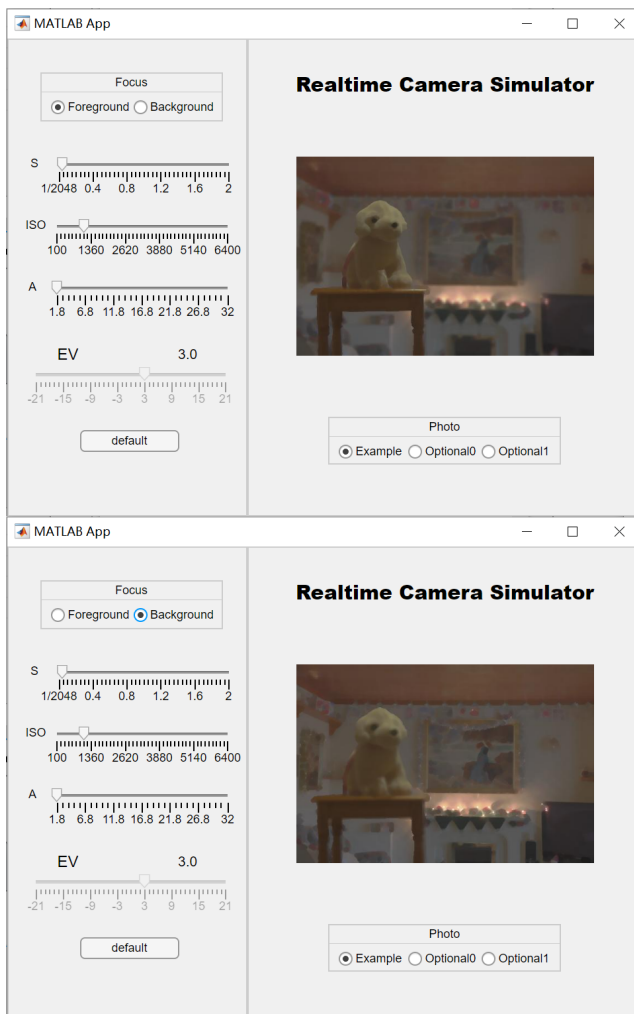 MATLAB App
Focus
Foreground Background
Realtime Camera Simulator
S
1/2048 0.4 0.8 1.2 1.6 2
ISO
100 1360 2620 3880 5140 6400
A
1.8 6.8 11.8 16.8 21.8 26.8 32
EV 3.0
-21 -15 -9 -3 3 9 15 21
default
Photo
Example Optional0 Optional1
MATLAB App
Focus
Foreground Background
Realtime Camera Simulator
S
1/2048 0.4 0.8 1.2 1.6 2
ISO
100 1360 2620 3880 5140 6400
A
1.8 6.8 11.8 16.8 21.8 26.8 32
EV 3.0
-21 -15 -9 -3 3 9 15 21
default
Photo
Example Optional0 Optional1